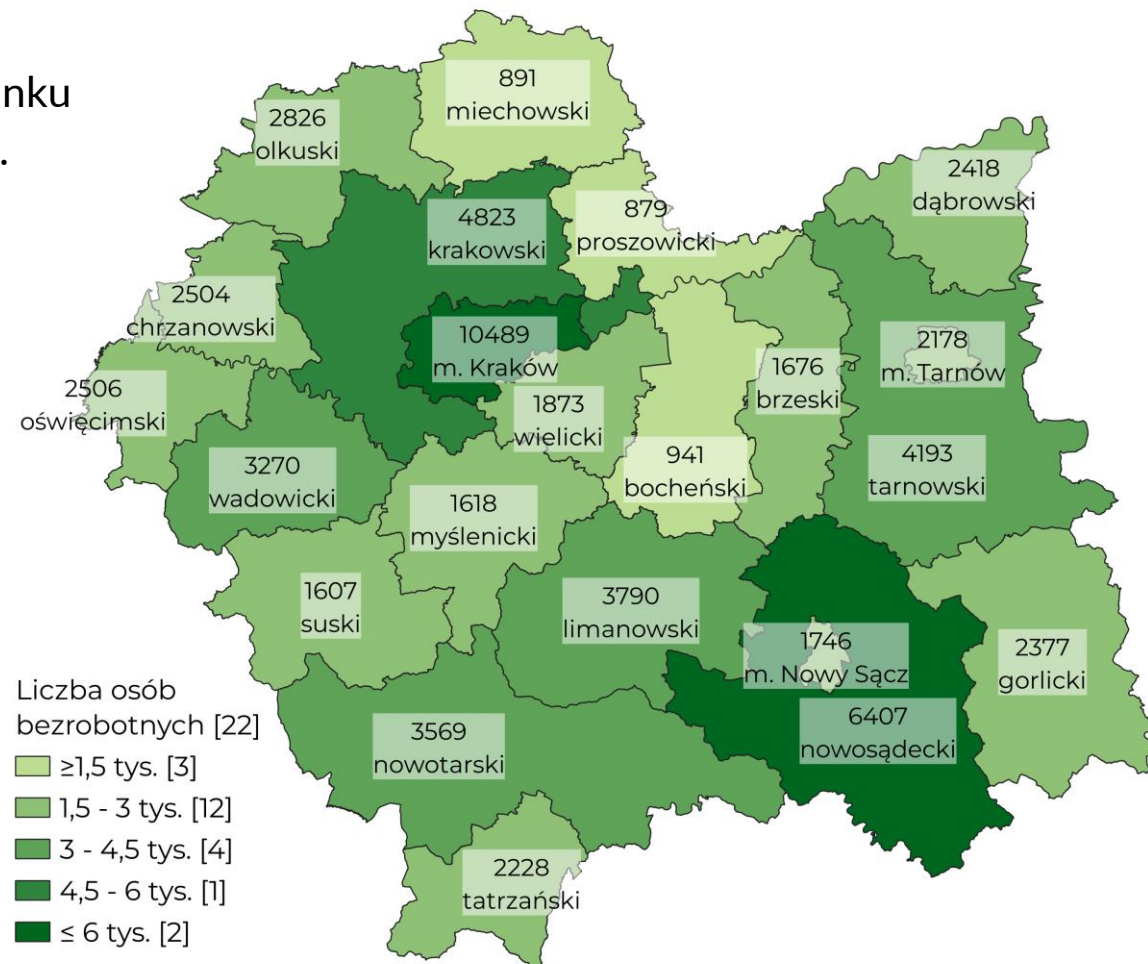 nku
.
891
miechowski
2826
olkuski
2418
dąbrowski
4823
krakowski
879
proszowicki
2504
chrzanowski
10489
m. Kraków
2178
m. Tarnów
2506
oświęcimski
1873
wielicki
1676
brzeski
3270
wadowicki
941
bocheński
4193
tarnowski
1618
myślenicki
1607
suski
3790
limanowski
1746
m. Nowy Sącz
2377
gorlicki
6407
nowosądecki
3569
nowotarski
2228
tatrzański
Liczba osób
bezrobotnych [22]
≥1,5 tys. [3]
1,5 - 3 tys. [12]
3 - 4,5 tys. [4]
4,5 - 6 tys. [1]
≤ 6 tys. [2]